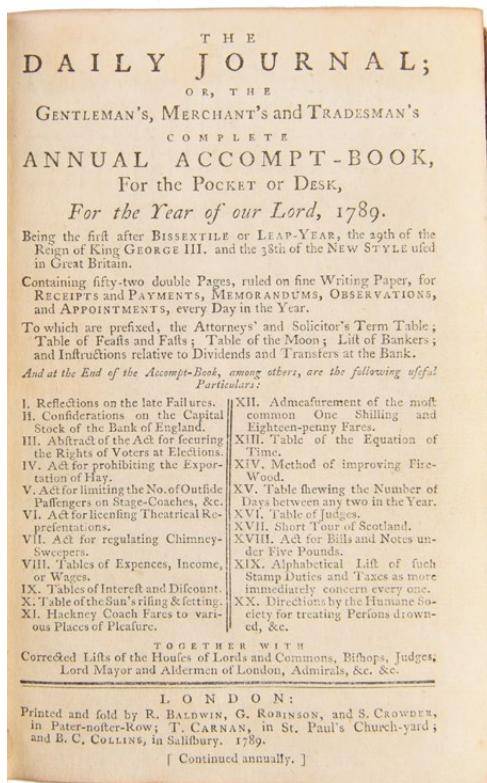 THE
DAILY JOURNAL;
OR, THE
GENTLEMAN'S, MERCHANT'S and TRADESMAN'S
COMPLETE
ANNUAL ACCOMPT-BOOK,
For the POCKET or DESK,
For the Year of our Lord, 1789.
Being the firſt after BISSEXTILE or LEAP-YEAR, the 29th of the
Reign of King GEORGE III. and the 38th of the NEW STYLE uſed
in Great Britain.
Containing fifty-two double Pages, ruled on fine Writing Paper, for
RECEIPTS and PAYMENTS, MEMORANDUMS, OBSERVATIONS,
and APPOINTMENTS, every Day in the Year.
To which are prefixed, the Attorneys' and Solicitor's Term Table;
Table of Feaſts and Faſts; Table of the Moon; Liſt of Bankers;
and Inſtructions relative to Dividends and Transfers at the Bank.
And at the End of the Accompt-Book, among others, are the following uſeful
Particulars:
I. Reflections on the late Failures.
II. Conſiderations on the Capital
Stock of the Bank of England.
III. Abſtract of the Act for ſecuring
the Rights of Voters at Elections.
IV. Act for prohibiting the Expor-
tation of Hay.
V. Act for limiting the No. of Outſide
Paſſengers on Stage-Coaches, &c.
VI. Act for licenſing Theatrical Re-
preſentations.
VII. Act for regulating Chimney-
Sweepers.
VIII. Tables of Expences, Income,
or Wages.
IX. Tables of Intereſt and Diſcount.
X. Table of the Sun's riſing & ſetting.
XI. Hackney Coach Fares to vari-
ous Places of Pleaſure.
XII. Admeaſurement of the moſt
common One Shilling and
Eighteen-penny Fares.
XIII. Table of the Equation of
Time.
XIV. Method of improving Fire-
Wood.
XV. Table ſhewing the Number of
Days between any two in the Year.
XVI. Table of Judges.
XVII. Short Tour of Scotland.
XVIII. Act for Bills and Notes un-
der Five Pounds.
XIX. Alphabetical Liſt of ſuch
Stamp Duties and Taxes as more
immediately concern every one.
XX. Directions by the Humane So-
ciety for treating Perſons drown-
ed, &c.
TOGETHER WITH
Corrected Liſts of the Houſes of Lords and Commons, Biſhops, Judges,
Lord Mayor and Aldermen of London, Admirals, &c. &c.
LONDON:
Printed and ſold by R. BALDWIN, G. ROBINSON, and S. CROWDER,
in Pater-noſter-Row; T. CARNAN, in St. Paul's Church-yard;
and B. C. COLLINS, in Saliſbury. 1789.
[ Continued annually. ]